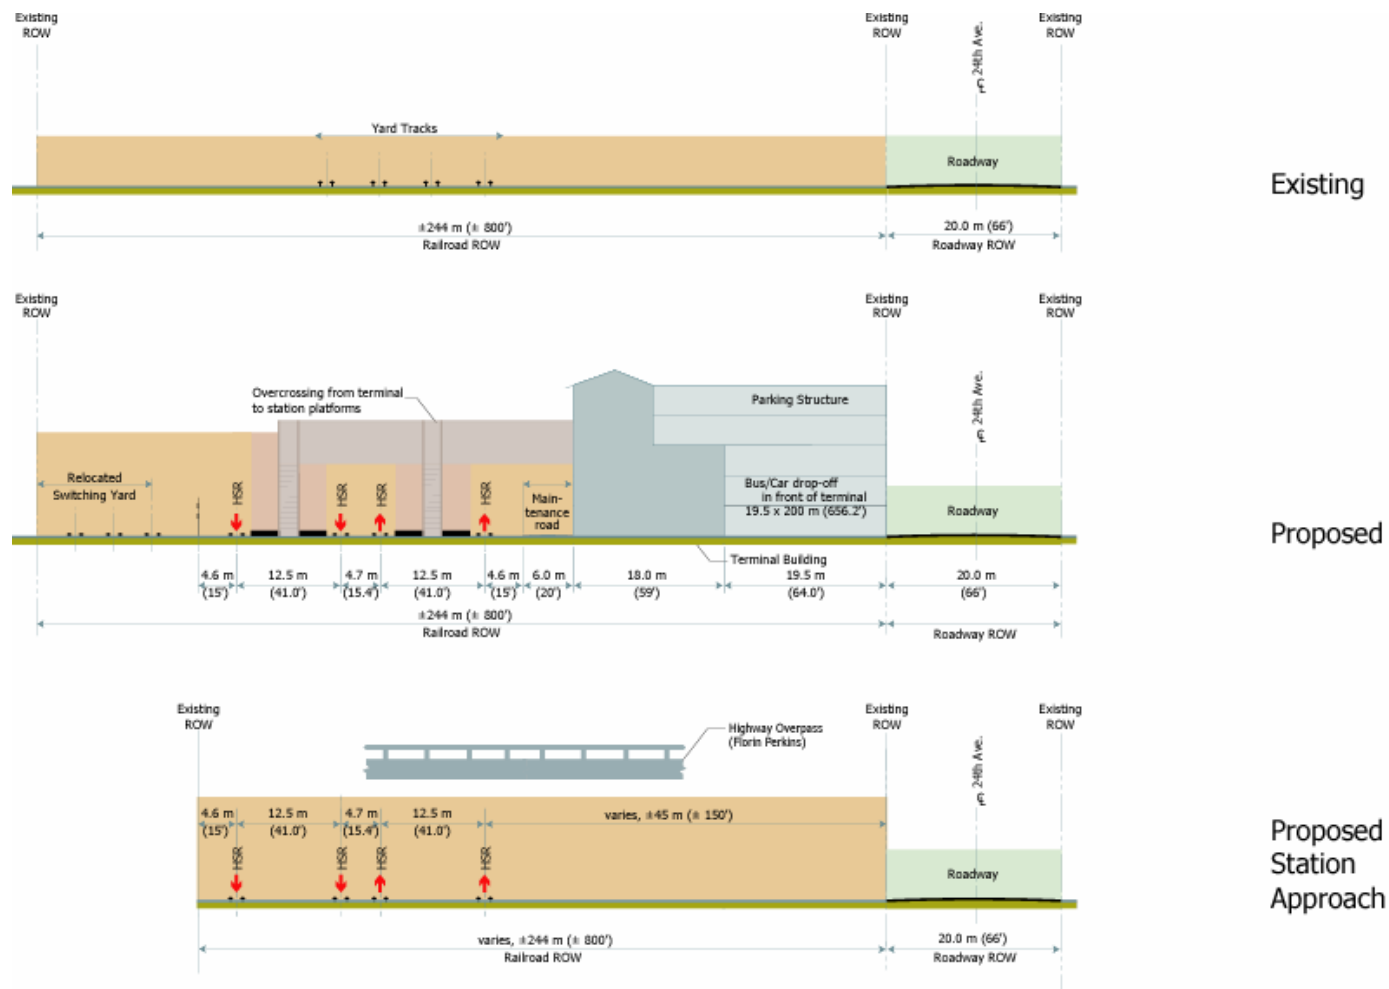 Existing
ROW
Existing
ROW
℄ 24th Ave.
Existing
ROW
Yard Tracks
Roadway
Existing
±244 m (± 800')
Railroad ROW
20.0 m (66')
Roadway ROW
Existing
ROW
Existing
ROW
℄ 24th Ave.
Existing
ROW
Overcrossing from terminal
to station platforms
Parking Structure
Relocated
Switching Yard
HSR
HSR
HSR
HSR
Main-
tenance
road
Bus/Car drop-off
in front of terminal
19.5 x 200 m (656.2')
Roadway
Proposed
Terminal Building
4.6 m
(15')
12.5 m
(41.0')
4.7 m
(15.4')
12.5 m
(41.0')
4.6 m
(15')
6.0 m
(20')
18.0 m
(59')
19.5 m
(64.0')
20.0 m
(66')
±244 m (± 800')
Railroad ROW
Roadway ROW
Existing
ROW
Existing
ROW
℄ 24th Ave.
Existing
ROW
Highway Overpass
(Florin Perkins)
4.6 m
(15')
12.5 m
(41.0')
4.7 m
(15.4')
12.5 m
(41.0')
varies, ±45 m (± 150')
HSR
HSR
HSR
HSR
Roadway
Proposed
Station
Approach
varies, ±244 m (± 800')
Railroad ROW
20.0 m (66')
Roadway ROW